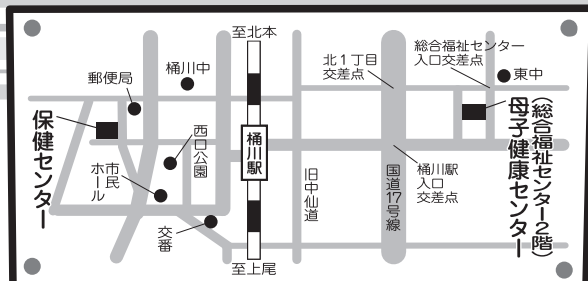 至北本
総合福祉センター
入口交差点
北1丁目
交差点
東中
桶川中
郵便局
保健センター
西口公園
市民
ホール
桶川駅
旧中仙道
国道17号線
桶川駅
入口
交差点
母子健康センター
(総合福祉センター2階)
交番
至上尾